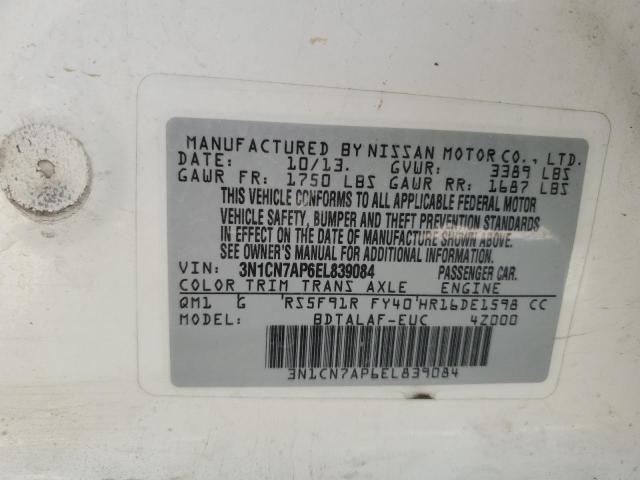 MANUFACTURED BY NISSAN MOTOR CO., LTD.
DATE: 10/13. GVWR: 3389 LBS
GAWR FR: 1750 LBS GAWR RR: 1687 LBS
THIS VEHICLE CONFORMS TO ALL APPLICABLE FEDERAL MOTOR
VEHICLE SAFETY, BUMPER AND THEFT PREVENTION STANDARDS
IN EFFECT ON THE DATE OF MANUFACTURE SHOWN ABOVE.
SEE OWNER'S MANUAL FOR ADDITIONAL INFORMATION.
VIN: 3N1CN7AP6EL839084 PASSENGER CAR.
COLOR TRIM TRANS AXLE ENGINE
QM1 G 'RS5F91R FY40'HR16DE1598 CC
MODEL: BDTALAF-EUC 4Z000
3N1CN7AP6EL839084